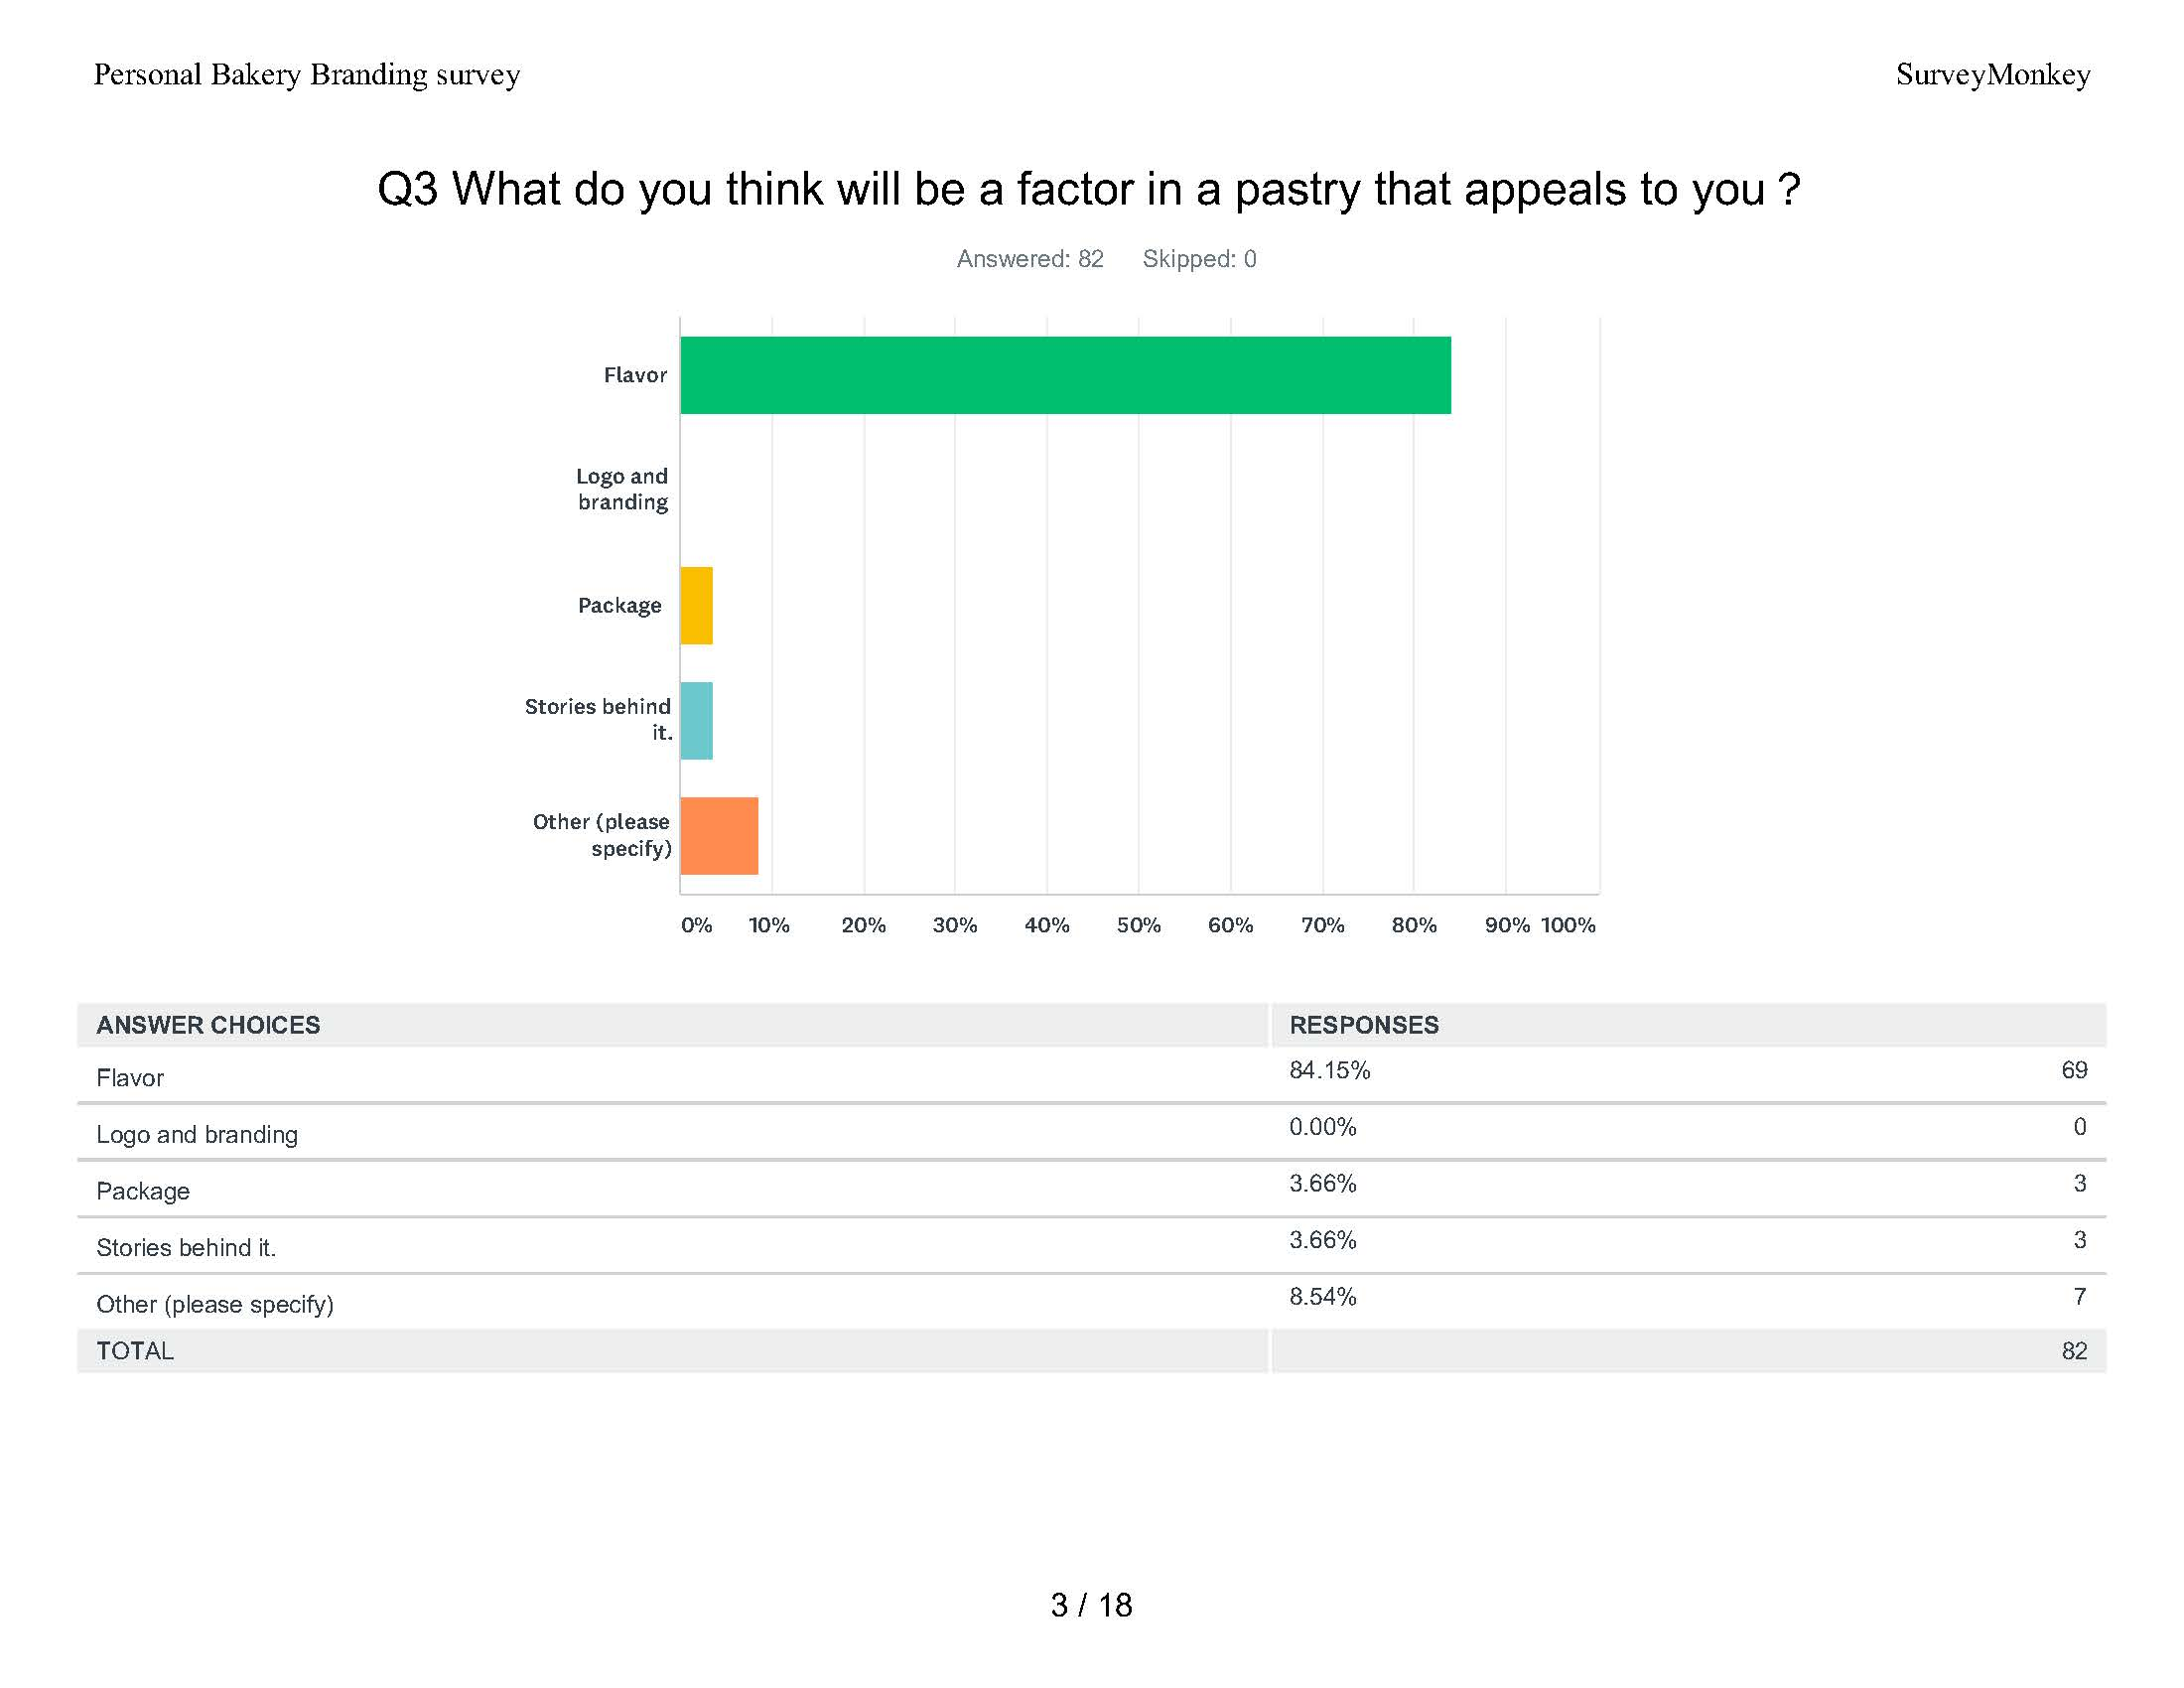 Personal Bakery Branding survey SurveyMonkey
Q3 What do you think will be a factor in a pastry that appeals to you ?
Answered: 82 Skipped: 0
Flavor
Logo and
branding
Package
Stories behind
it.
Other (please
specify)
0% 10% 20% 30% 40% 50% 60% 70% 80% 90% 100%
ANSWER CHOICES RESPONSES
Flavor 84.15% 69
Logo and branding 0.00% 0
Package 3.66% 3
Stories behind it. 3.66% 3
Other (please specify) 8.54% 7
TOTAL 82
3 / 18